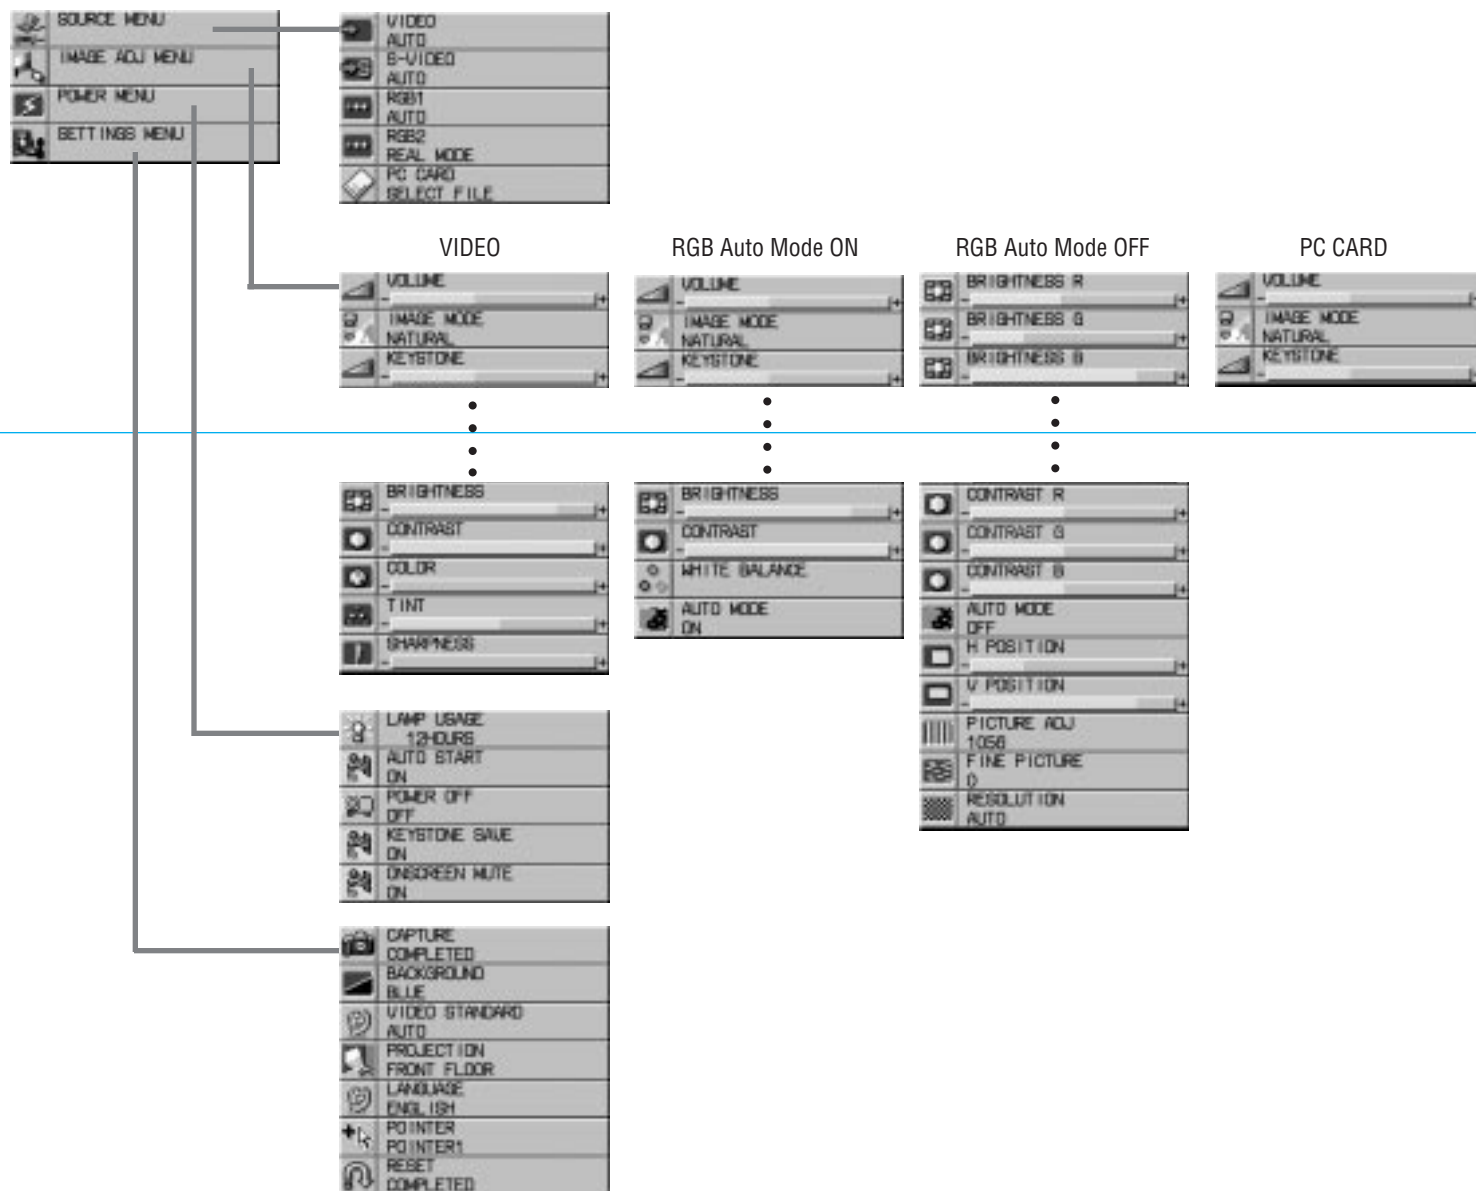 SOURCE MENU
IMAGE ADJ MENU
POWER MENU
SETTINGS MENU
VIDEO
AUTO
S-VIDEO
AUTO
RGB1
AUTO
RGB2
REAL MODE
PC CARD
SELECT FILE
VIDEO
RGB Auto Mode ON
RGB Auto Mode OFF
PC CARD
VOLUME
- +
IMAGE MODE
NATURAL
KEYSTONE
- +
BRIGHTNESS
- +
CONTRAST
- +
COLOR
- +
TINT
- +
SHARPNESS
- +
VOLUME
- +
IMAGE MODE
NATURAL
KEYSTONE
- +
BRIGHTNESS
- +
CONTRAST
- +
WHITE BALANCE
AUTO MODE
ON
BRIGHTNESS R
- +
BRIGHTNESS G
- +
BRIGHTNESS B
- +
CONTRAST R
- +
CONTRAST G
- +
CONTRAST B
- +
AUTO MODE
OFF
H POSITION
- +
V POSITION
- +
PICTURE ADJ
1056
FINE PICTURE
0
RESOLUTION
AUTO
VOLUME
-
IMAGE MODE
NATURAL
KEYSTONE
-
LAMP USAGE
12HOURS
AUTO START
ON
POWER OFF
OFF
KEYSTONE SAVE
ON
ONSCREEN MUTE
ON
CAPTURE
COMPLETED
BACKGROUND
BLUE
VIDEO STANDARD
AUTO
PROJECTION
FRONT FLOOR
LANGUAGE
ENGLISH
POINTER
POINTER1
RESET
COMPLETED